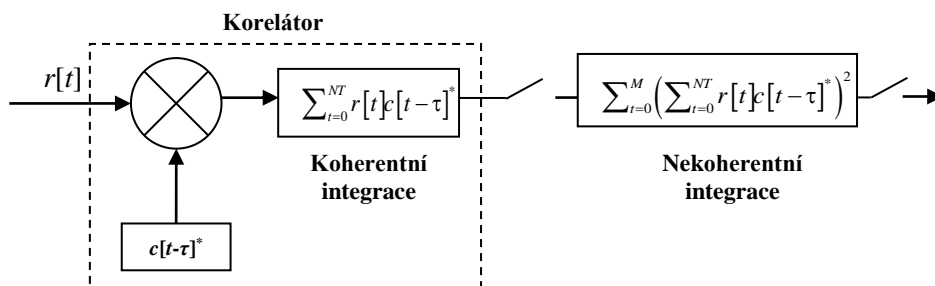 Korelátor
r[t]
∑_{t=0}^{NT} r[t]c[t−τ]^*
∑_{t=0}^{M}(∑_{t=0}^{NT} r[t]c[t−τ]^*)^2
Koherentní
integrace
Nekoherentní
integrace
c[t-τ]^*